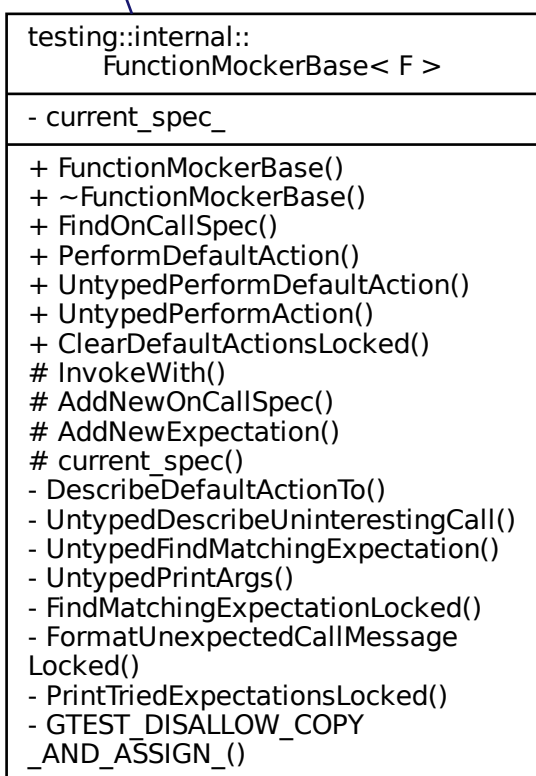 testing::internal::
FunctionMockerBase< F >
- current_spec_
+ FunctionMockerBase()
+ ~FunctionMockerBase()
+ FindOnCallSpec()
+ PerformDefaultAction()
+ UntypedPerformDefaultAction()
+ UntypedPerformAction()
+ ClearDefaultActionsLocked()
# InvokeWith()
# AddNewOnCallSpec()
# AddNewExpectation()
# current_spec()
- DescribeDefaultActionTo()
- UntypedDescribeUninterestingCall()
- UntypedFindMatchingExpectation()
- UntypedPrintArgs()
- FindMatchingExpectationLocked()
- FormatUnexpectedCallMessage
Locked()
- PrintTriedExpectationsLocked()
- GTEST_DISALLOW_COPY
_AND_ASSIGN_()